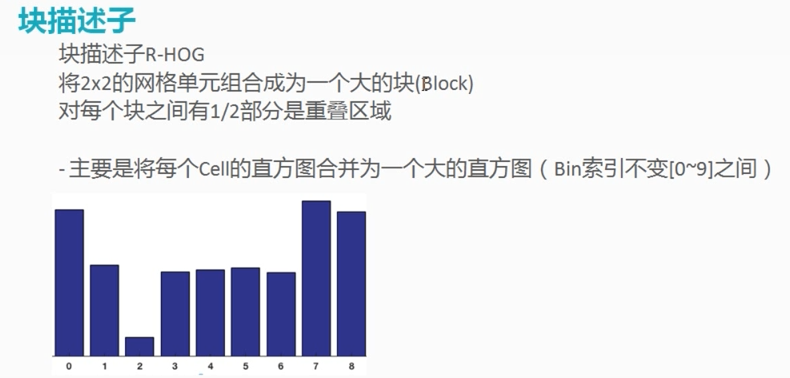 块描述子
块描述子R-HOG
将2x2的网格单元组合成为一个大的块(Block)
对每个块之间有1/2部分是重叠区域
- 主要是将每个Cell的直方图合并为一个大的直方图（Bin索引不变[0~9]之间）
0 1 2 3 4 5 6 7 8